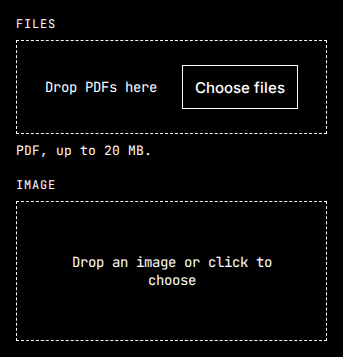 FILES
Drop PDFs here
Choose files
PDF, up to 20 MB.
IMAGE
Drop an image or click to
choose